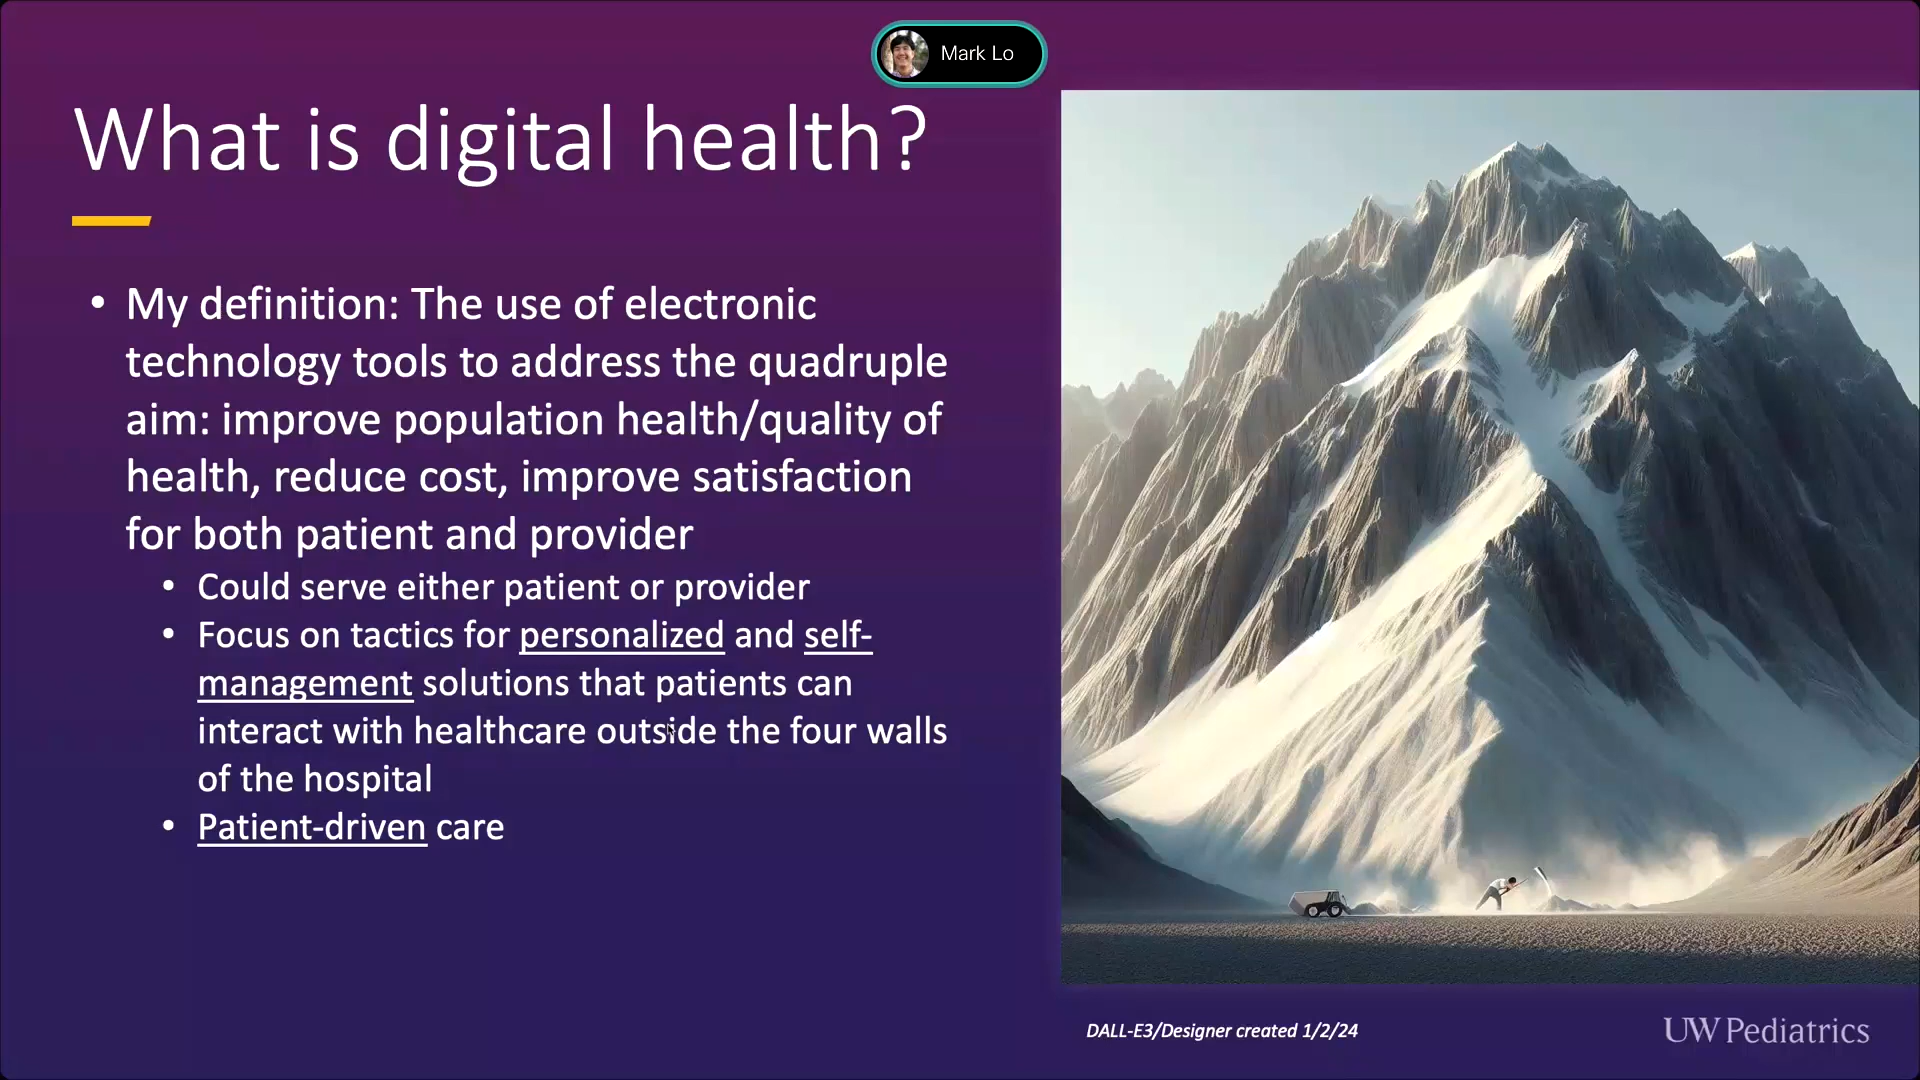 Mark Lo
What is digital health?
• My definition: The use of electronic
technology tools to address the quadruple
aim: improve population health/quality of
health, reduce cost, improve satisfaction
for both patient and provider
• Could serve either patient or provider
• Focus on tactics for personalized and self-
management solutions that patients can
interact with healthcare outside the four walls
of the hospital
• Patient-driven care
DALL-E3/Designer created 1/2/24
UW Pediatrics